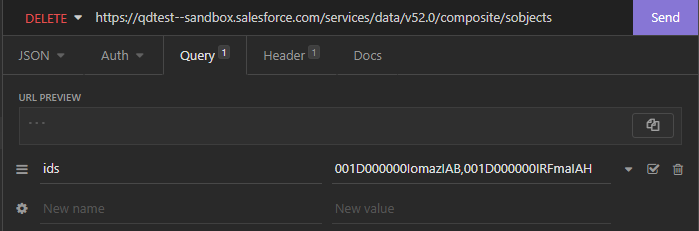 DELETE https://qdtest--sandbox.salesforce.com/services/data/v52.0/composite/sobjects Send
JSON Auth Query 1 Header 1 Docs
URL PREVIEW
...
ids 001D000000IomazIAB,001D000000IRFmaIAH
New name New value